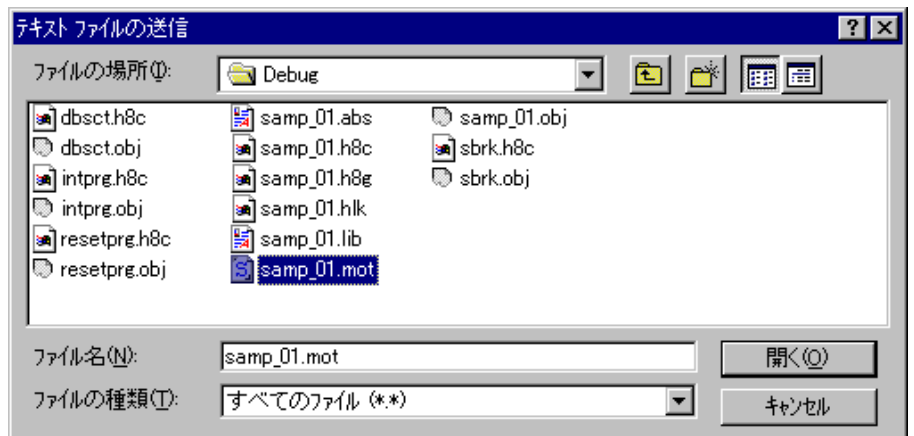 テキスト ファイルの送信
ファイルの場所(I):
Debug
dbsct.h8c
dbsct.obj
intprg.h8c
intprg.obj
resetprg.h8c
resetprg.obj
samp_01.abs
samp_01.h8c
samp_01.h8g
samp_01.hlk
samp_01.lib
samp_01.mot
samp_01.obj
sbrk.h8c
sbrk.obj
ファイル名(N):
samp_01.mot
開く(O)
ファイルの種類(T):
すべてのファイル (*.*)
キャンセル